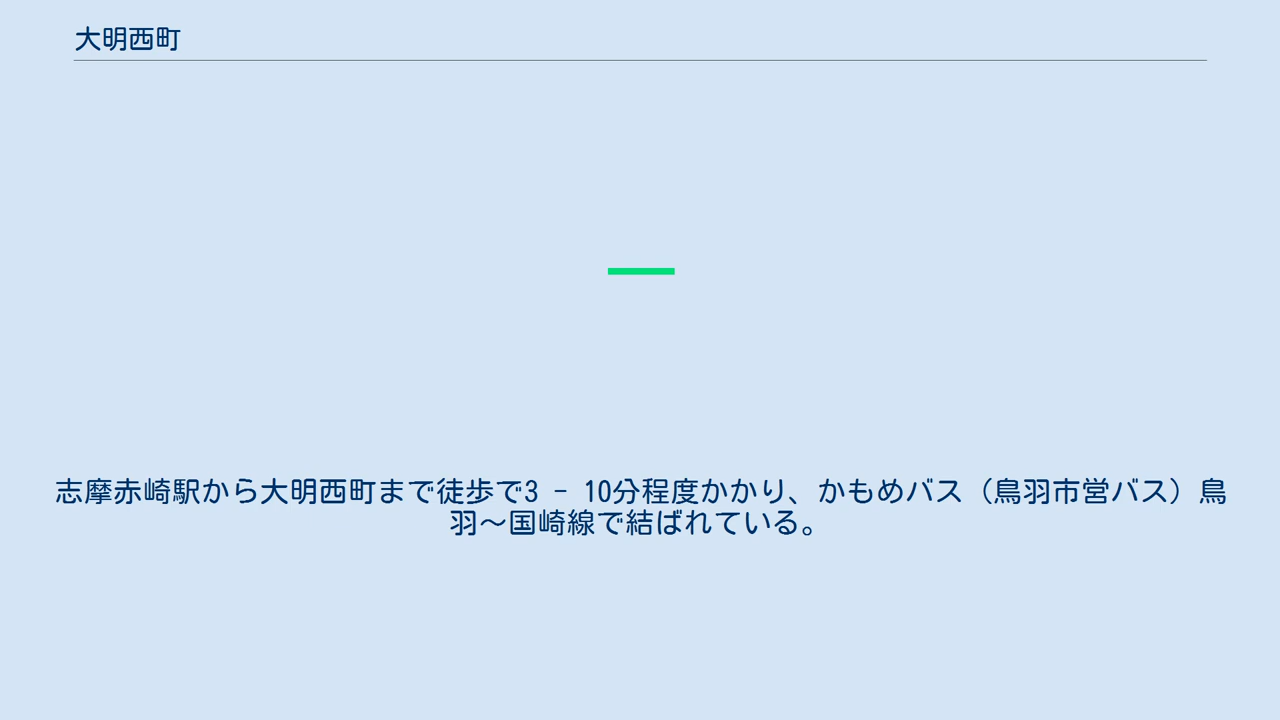 大明西町
志摩赤崎駅から大明西町まで徒歩で3 - 10分程度かかり、かもめバス（鳥羽市営バス）鳥
羽～国崎線で結ばれている。